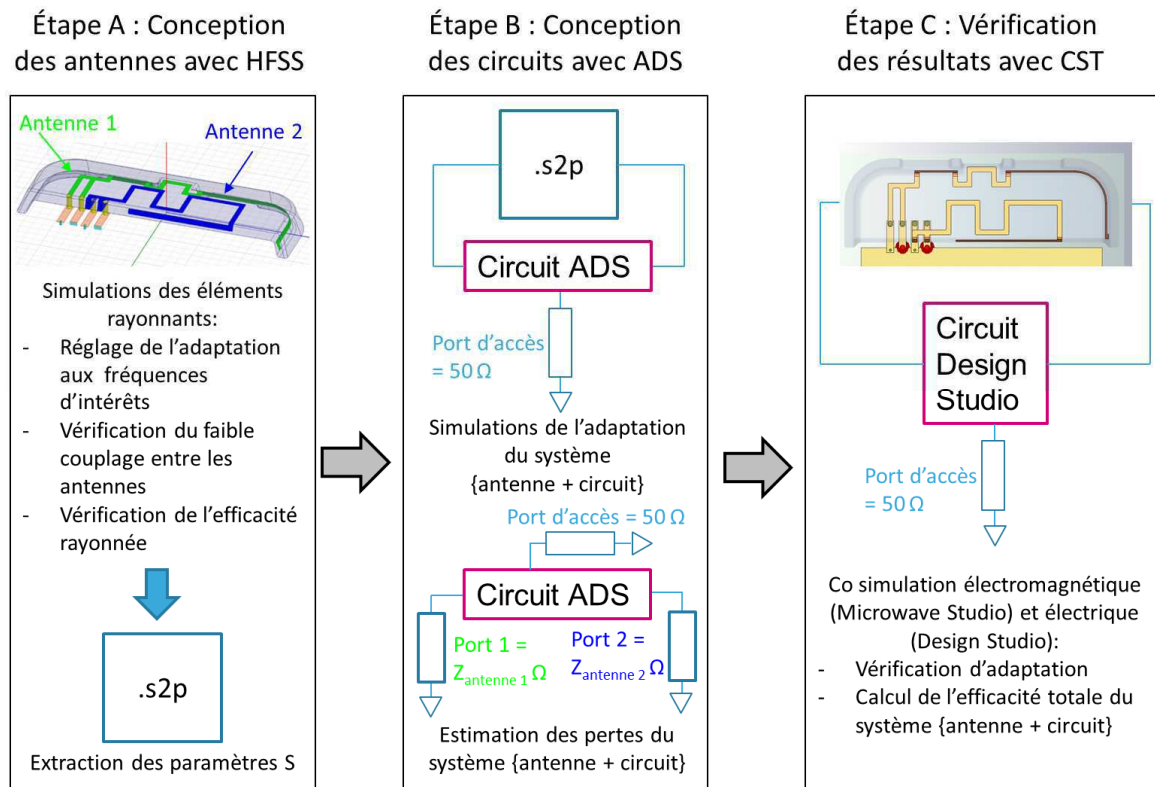 Étape A : Conception
des antennes avec HFSS
Antenne 1
Antenne 2
Simulations des éléments
rayonnants:
- Réglage de l’adaptation
aux fréquences
d’intérêts
- Vérification du faible
couplage entre les
antennes
- Vérification de l’efficacité
rayonnée
.s2p
Extraction des paramètres S
Étape B : Conception
des circuits avec ADS
.s2p
Circuit ADS
Port d’accès
= 50 Ω
Simulations de l’adaptation
du système
{antenne + circuit}
Port d’accès = 50 Ω
Circuit ADS
Port 1 =
Zantenne 1 Ω
Port 2 =
Zantenne 2 Ω
Estimation des pertes du
système {antenne + circuit}
Étape C : Vérification
des résultats avec CST
Circuit
Design
Studio
Port d’accès
= 50 Ω
Co simulation électromagnétique
(Microwave Studio) et électrique
(Design Studio):
- Vérification d’adaptation
- Calcul de l’efficacité totale du
système {antenne + circuit}